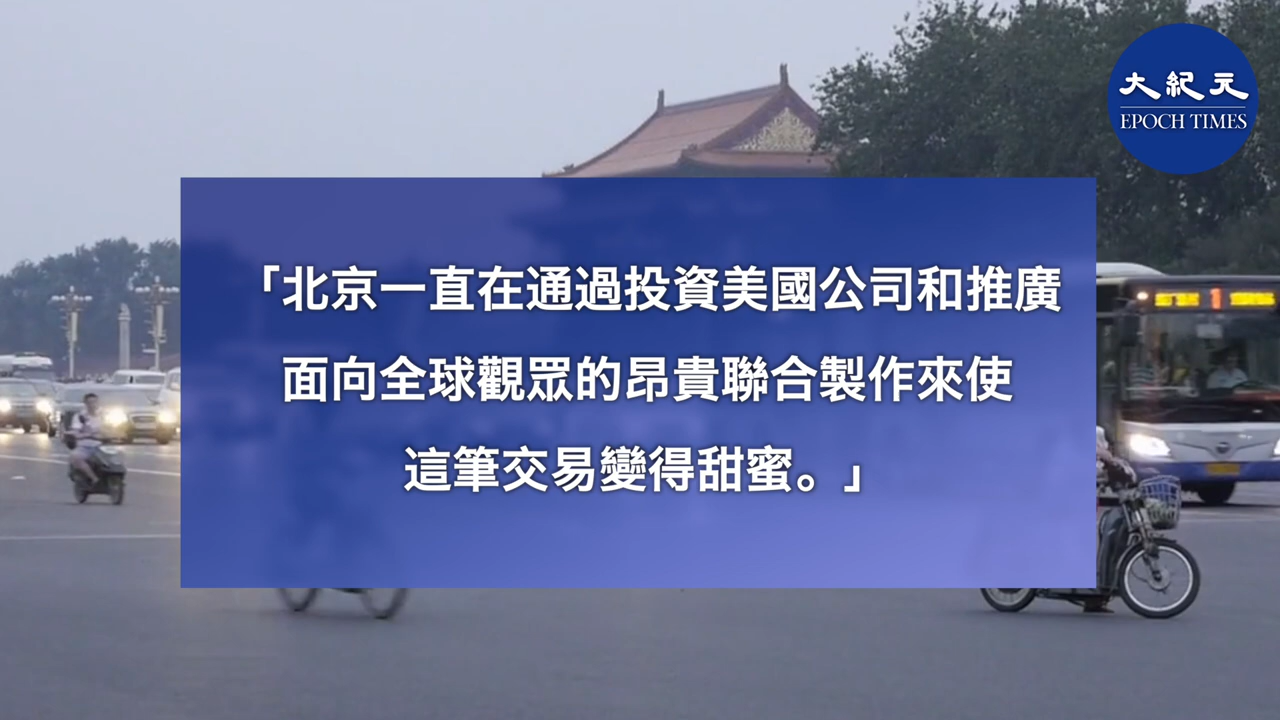 大紀元
EPOCH TIMES
「北京一直在通過投資美國公司和推廣
面向全球觀眾的昂貴聯合製作來使
這筆交易變得甜蜜。」
1